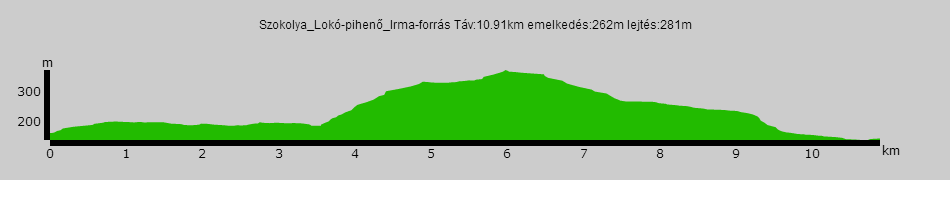 Szokolya_Lokó-pihenő_Irma-forrás Táv:10.91km emelkedés:262m lejtés:281m
m
300
200
0 1 2 3 4 5 6 7 8 9 10 km